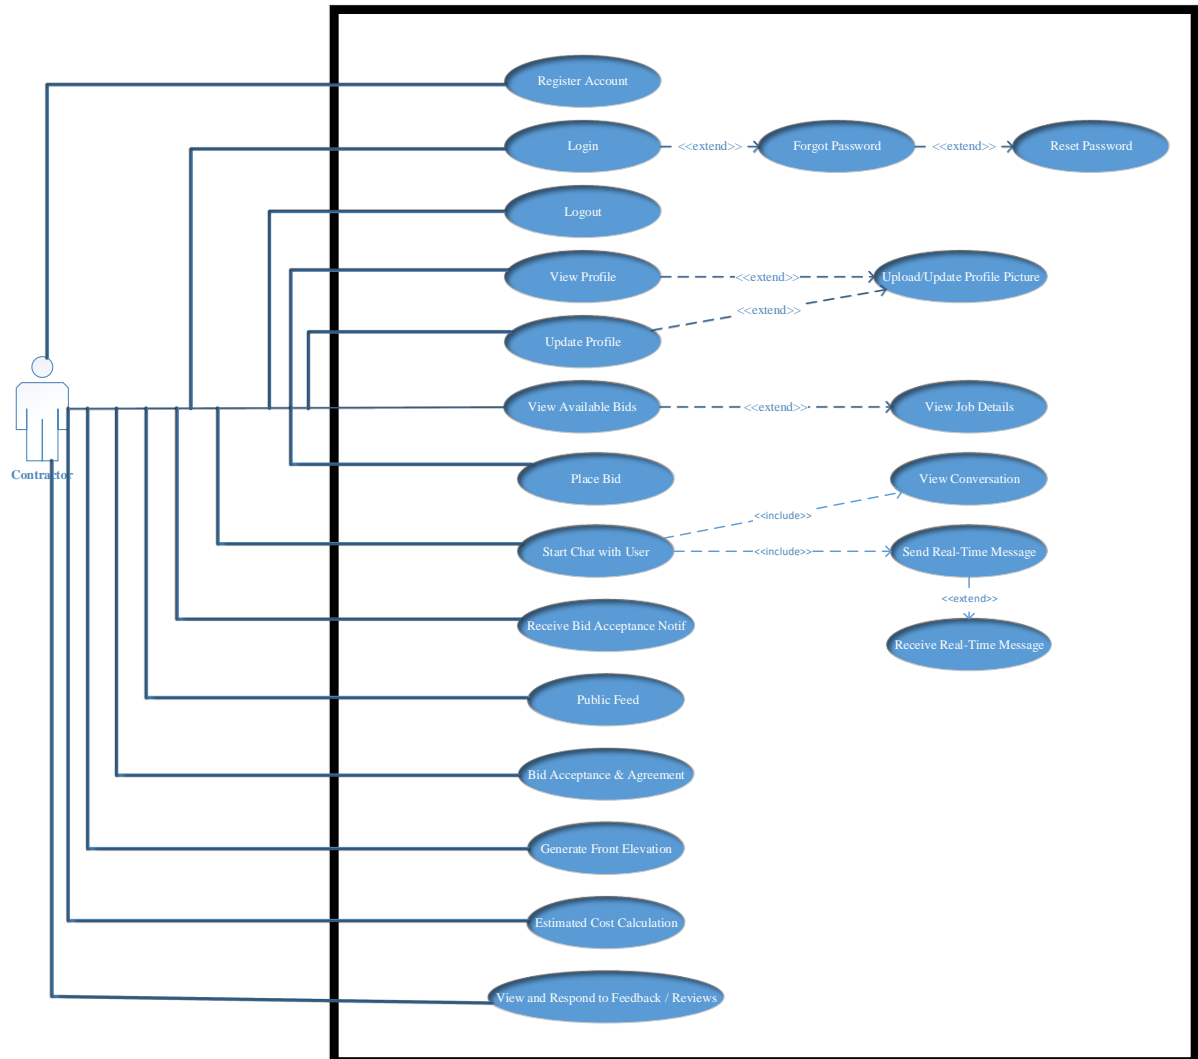 Register Account
Login
<<extend>>
Forgot Password
<<extend>>
Reset Password
Logout
View Profile
<<extend>>
Upload/Update Profile Picture
<<extend>>
Update Profile
View Available Bids
<<extend>>
View Job Details
Contractor
Place Bid
View Conversation
<<include>>
Start Chat with User
<<include>>
Send Real-Time Message
<<extend>>
Receive Bid Acceptance Notif
Receive Real-Time Message
Public Feed
Bid Acceptance & Agreement
Generate Front Elevation
Estimated Cost Calculation
View and Respond to Feedback / Reviews